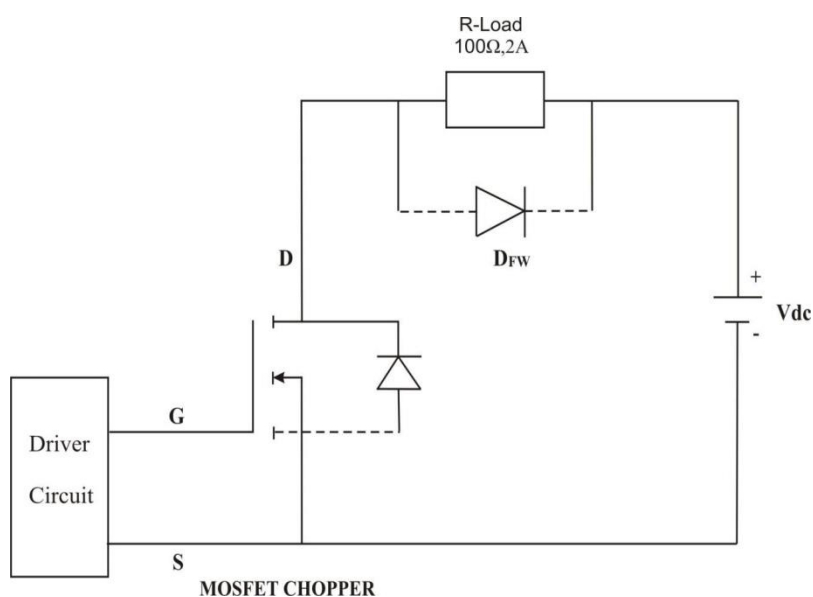 R-Load
100Ω,2A
DFW
D
+
Vdc
-
G
Driver
Circuit
S
MOSFET CHOPPER